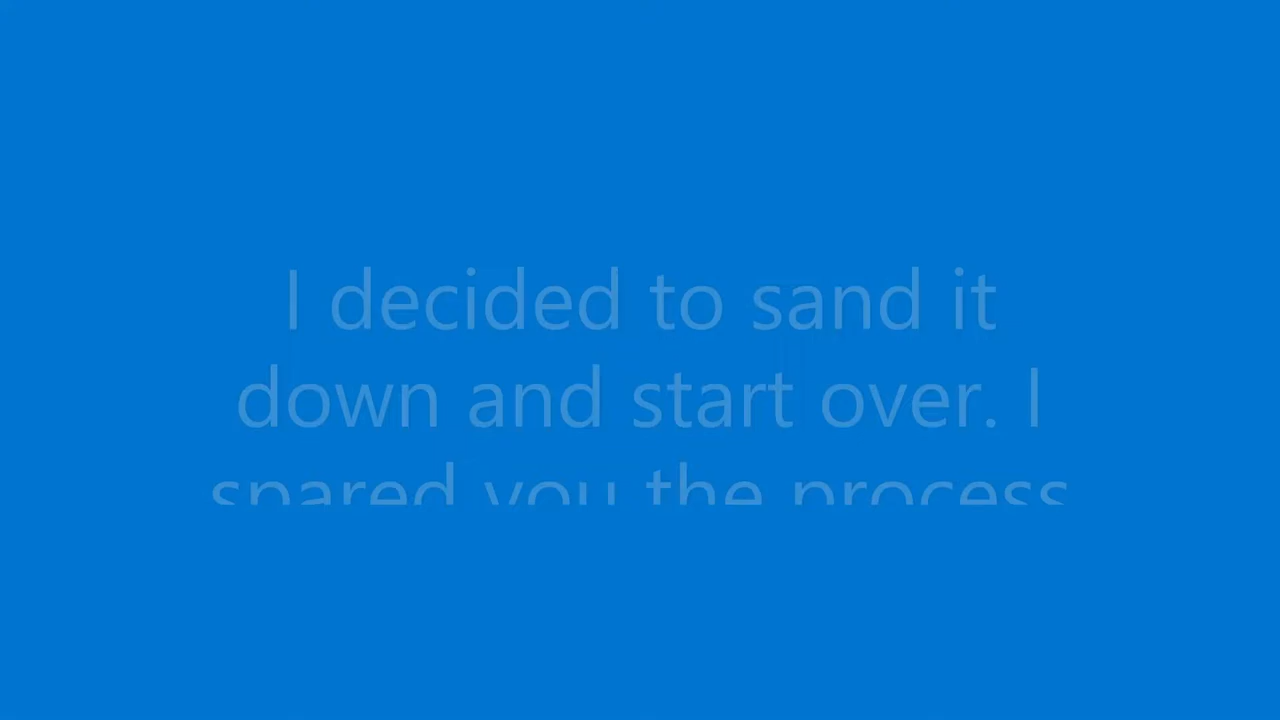 I decided to sand it
down and start over. I
spared you the process